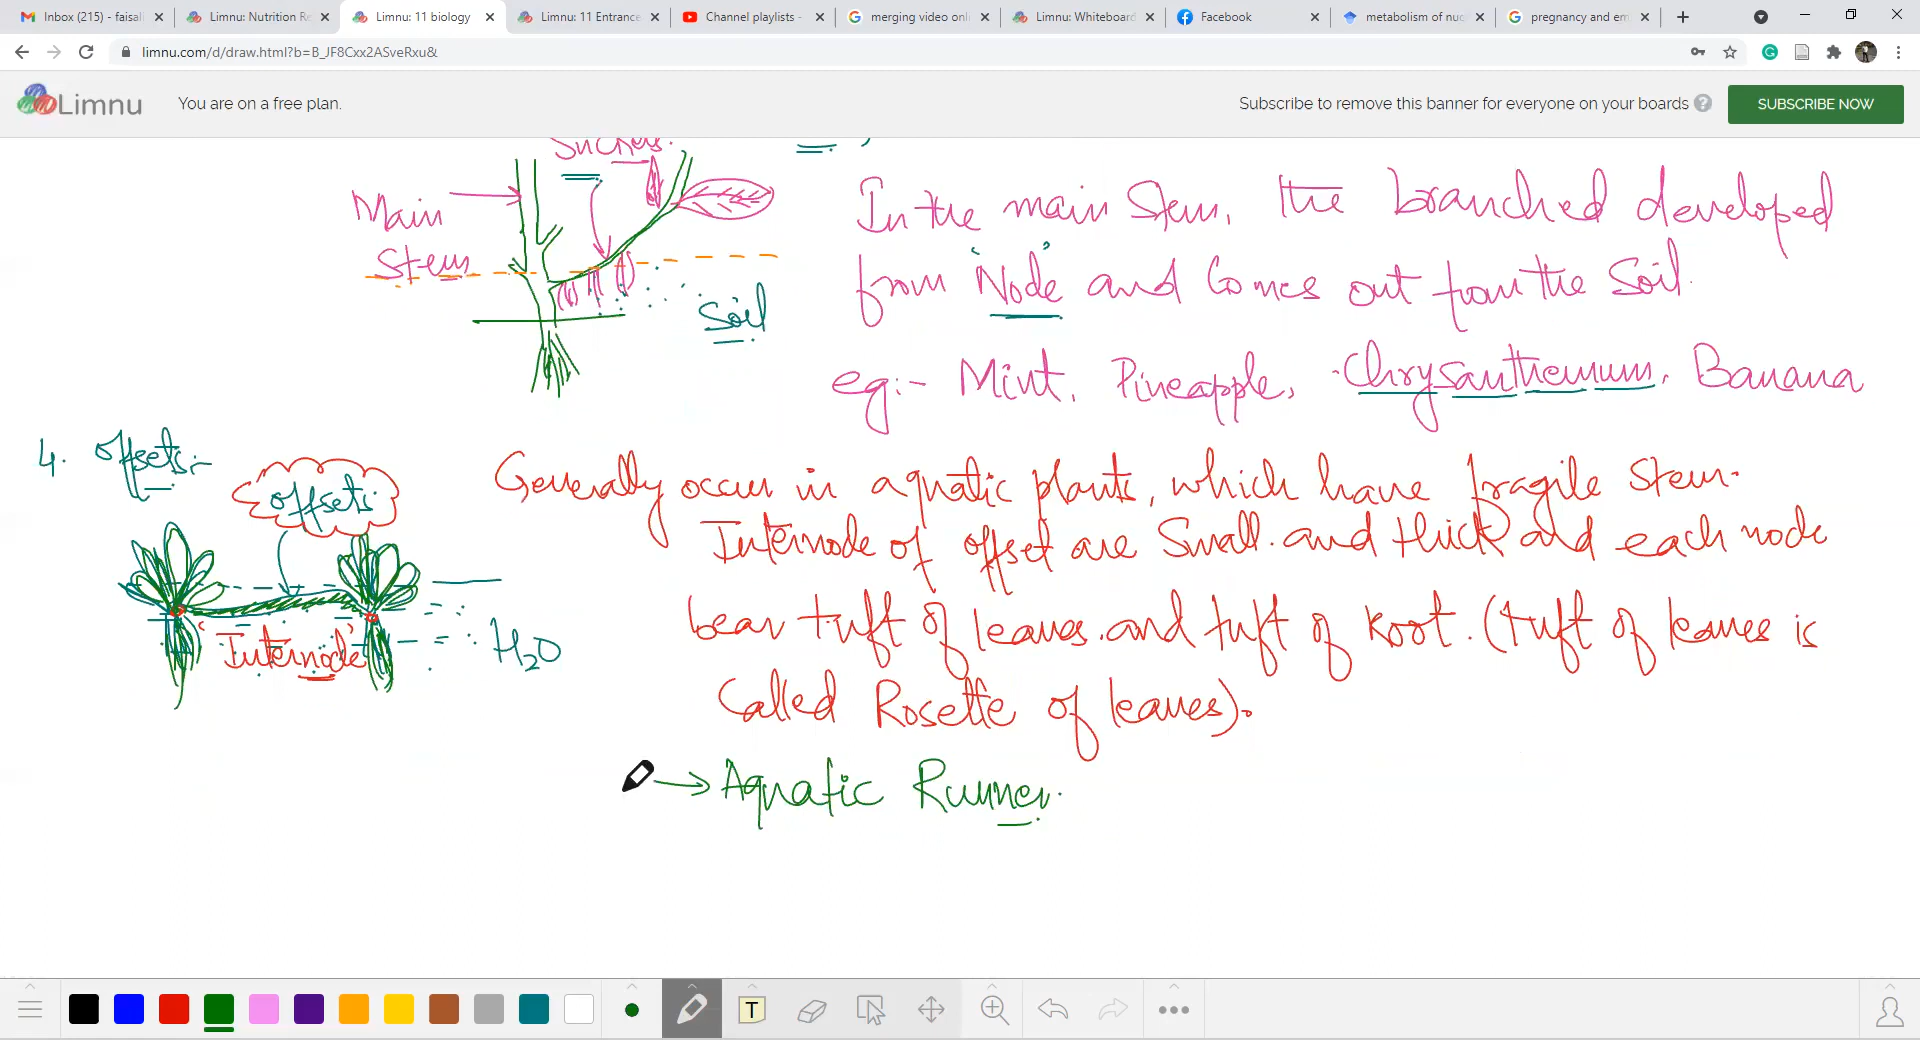 Inbox (215) - faisal
Limnu: Nutrition Re
Limnu: 11 biology
Limnu: 11 Entrance
Channel playlists -
merging video onl
Limnu: Whiteboard
Facebook
metabolism of nuc
pregnancy and em
limnu.com/d/draw.html?b=B_JF8Cxx2ASveRxu&
Limnu
You are on a free plan.
Subscribe to remove this banner for everyone on your boards ?
SUBSCRIBE NOW
Suckers.
Main
Stem
Soil
In the main Stem, the branched developed
from 'Node' and Comes out from the Soil.
eg:- Mint, Pineapple, Chrysanthemum, Banana
4. Offsets:-
offsets
'Internode'
H2O
Generally occur in aquatic plants, which have fragile Stem.
Internode of offset are Small and thick and each node
bear tuft of leaves and tuft of Root. (tuft of leaves is
Called Rosette of leaves).
→ Aquatic Runner.
T